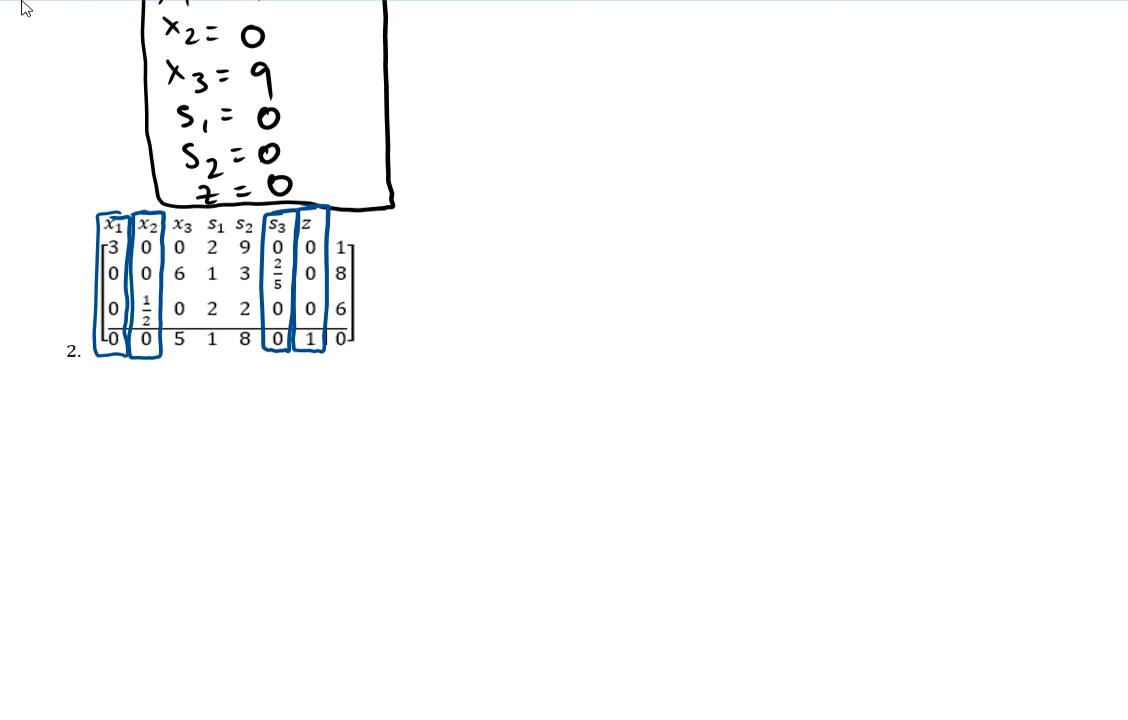 x₂ = 0
x₃ = 9
s₁ = 0
s₂ = 0
z = 0
x₁ x₂ x₃ s₁ s₂ s₃ z
3 0 0 2 9 0 0 1
0 0 6 1 3 2/5 0 8
0 1/2 0 2 2 0 0 6
0 0 5 1 8 0 1 0
2.